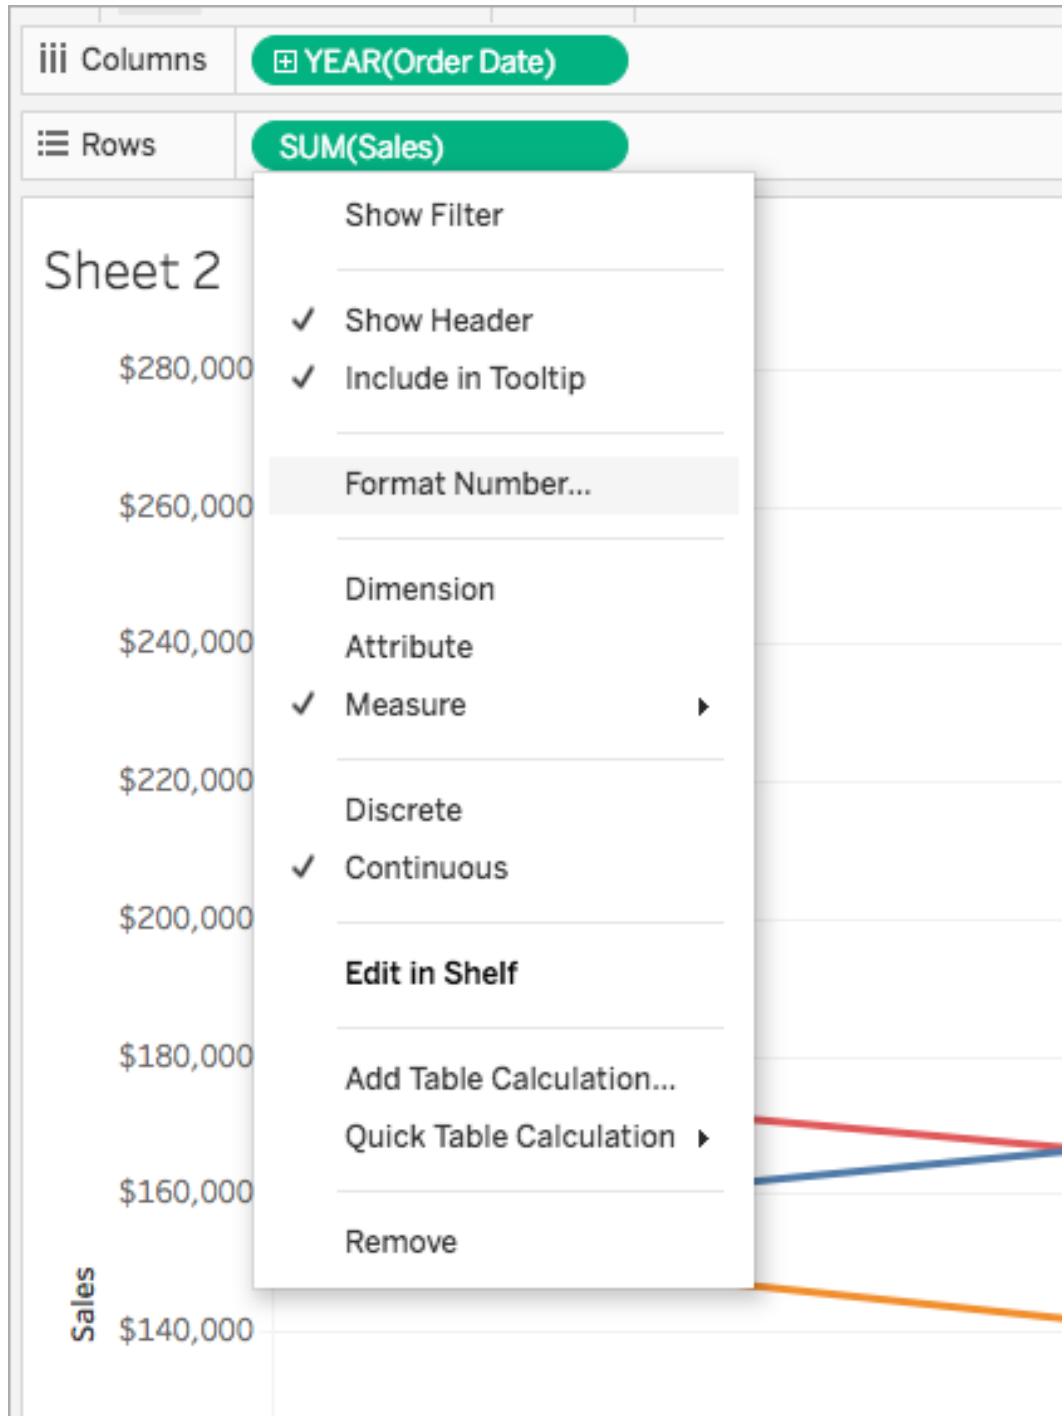 Columns
YEAR(Order Date)
Rows
SUM(Sales)
Sheet 2
Show Filter
Show Header
Include in Tooltip
Format Number...
Dimension
Attribute
Measure
Discrete
Continuous
Edit in Shelf
Add Table Calculation...
Quick Table Calculation
Remove
$280,000
$260,000
$240,000
$220,000
$200,000
$180,000
$160,000
$140,000
Sales